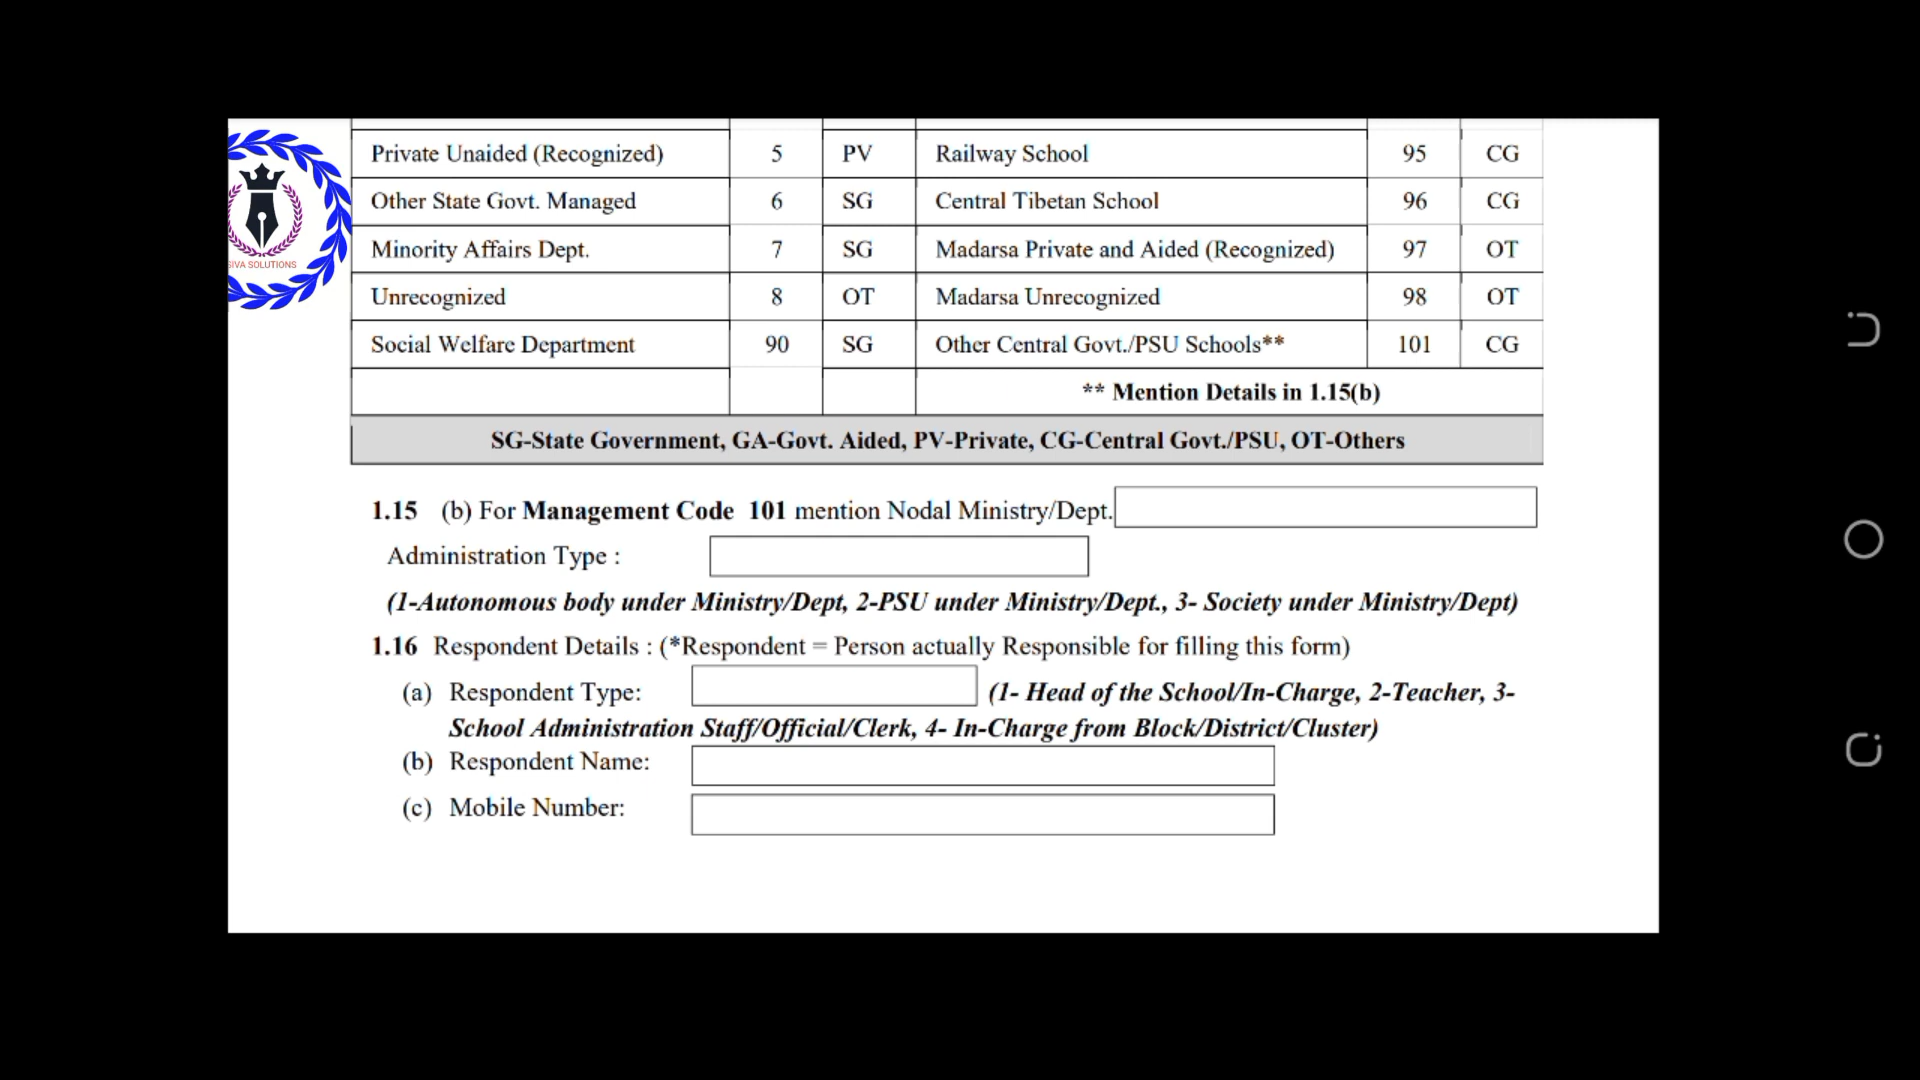 Private Unaided (Recognized) 5 PV Railway School 95 CG
Other State Govt. Managed 6 SG Central Tibetan School 96 CG
Minority Affairs Dept. 7 SG Madarsa Private and Aided (Recognized) 97 OT
Unrecognized 8 OT Madarsa Unrecognized 98 OT
Social Welfare Department 90 SG Other Central Govt./PSU Schools** 101 CG
** Mention Details in 1.15(b)
SG-State Government, GA-Govt. Aided, PV-Private, CG-Central Govt./PSU, OT-Others
1.15 (b) For Management Code 101 mention Nodal Ministry/Dept.
Administration Type :
(1-Autonomous body under Ministry/Dept, 2-PSU under Ministry/Dept., 3- Society under Ministry/Dept)
1.16 Respondent Details : (*Respondent = Person actually Responsible for filling this form)
(a) Respondent Type: (1- Head of the School/In-Charge, 2-Teacher, 3-
School Administration Staff/Official/Clerk, 4- In-Charge from Block/District/Cluster)
(b) Respondent Name:
(c) Mobile Number:
SIVA SOLUTIONS